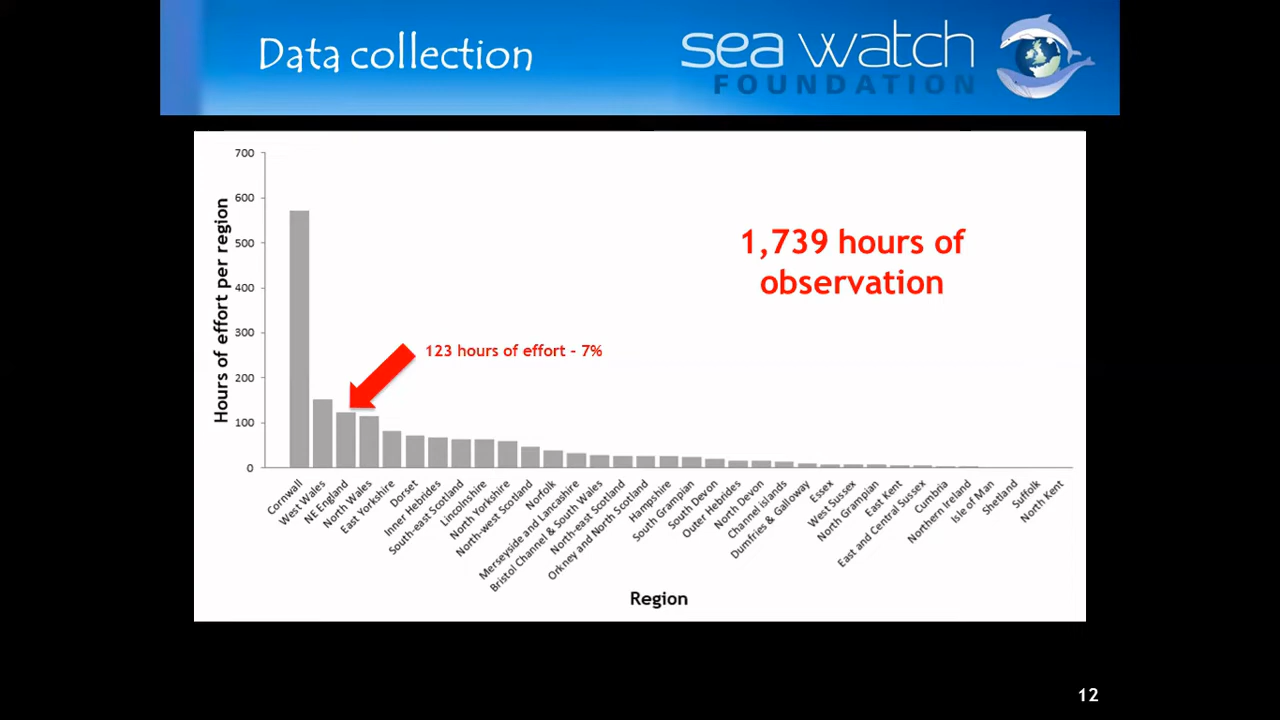 Data collection
sea watch
FOUNDATION
700
600
500
400
300
200
100
0
Hours of effort per region
1,739 hours of
observation
123 hours of effort - 7%
Cornwall
West Wales
NE England
North Wales
East Yorkshire
Dorset
Inner Hebrides
South-east Scotland
Lincolnshire
North Yorkshire
North-west Scotland
Norfolk
Merseyside and Lancashire
Bristol Channel & South Wales
North-east Scotland
Orkney and North Scotland
Hampshire
South Grampian
South Devon
Outer Hebrides
North Devon
Channel islands
Dumfries & Galloway
Essex
West Sussex
North Grampian
East Kent
East and Central Sussex
Cumbria
Northern Ireland
Isle of Man
Shetland
Suffolk
North Kent
Region
12